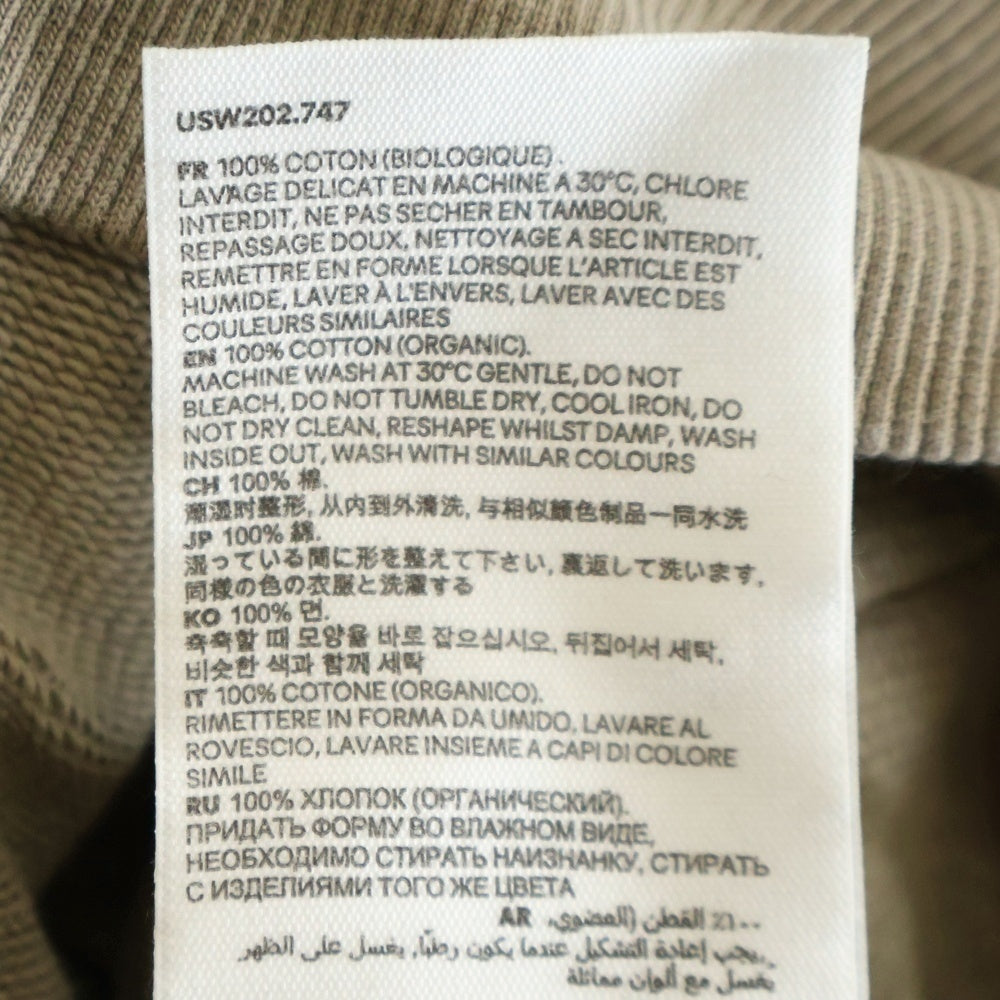 USW202.747
FR 100% COTON (BIOLOGIQUE).
LAVAGE DELICAT EN MACHINE A 30°C, CHLORE
INTERDIT, NE PAS SECHER EN TAMBOUR,
REPASSAGE DOUX, NETTOYAGE A SEC INTERDIT,
REMETTRE EN FORME LORSQUE L'ARTICLE EST
HUMIDE, LAVER À L'ENVERS, LAVER AVEC DES
COULEURS SIMILAIRES
EN 100% COTTON (ORGANIC).
MACHINE WASH AT 30°C GENTLE, DO NOT
BLEACH, DO NOT TUMBLE DRY, COOL IRON, DO
NOT DRY CLEAN, RESHAPE WHILST DAMP, WASH
INSIDE OUT, WASH WITH SIMILAR COLOURS
CH 100% 棉.
潮湿时整形, 从内到外清洗, 与相似颜色制品一同水洗
JP 100% 綿.
湿っている間に形を整えて下さい, 裏返して洗います,
同様の色の衣服と洗濯する
KO 100% 면.
축축할 때 모양을 바로 잡으십시오, 뒤집어서 세탁,
비슷한 색과 함께 세탁
IT 100% COTONE (ORGANICO).
RIMETTERE IN FORMA DA UMIDO, LAVARE AL
ROVESCIO, LAVARE INSIEME A CAPI DI COLORE
SIMILE
RU 100% ХЛОПОК (ОРГАНИЧЕСКИЙ).
ПРИДАТЬ ФОРМУ ВО ВЛАЖНОМ ВИДЕ,
НЕОБХОДИМО СТИРАТЬ НАИЗНАНКУ, СТИРАТЬ
С ИЗДЕЛИЯМИ ТОГО ЖЕ ЦВЕТА
AR القطن (العضوي,
يجب إعادة التشكيل عندما يكون رطبًا, يغسل على الظهر,
يغسل مع ألوان مماثلة